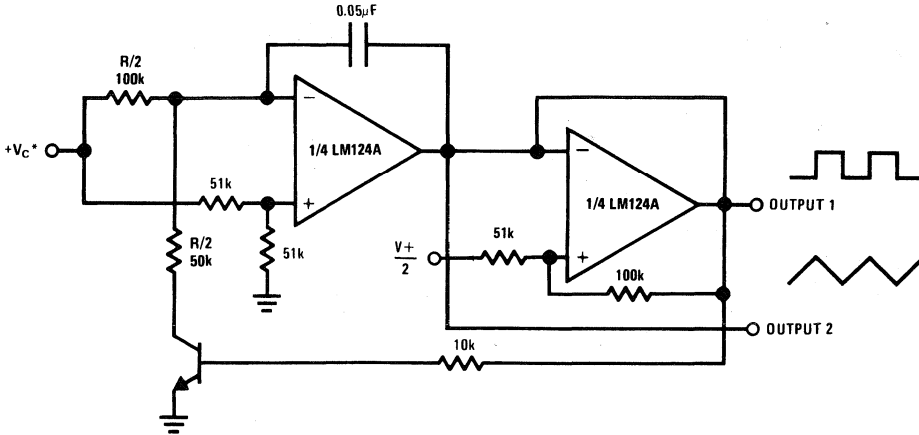 0.05μF
R/2
100k
+VC*
1/4 LM124A
51k
51k
R/2
50k
1/4 LM124A
OUTPUT 1
V+
2
51k
100k
OUTPUT 2
10k